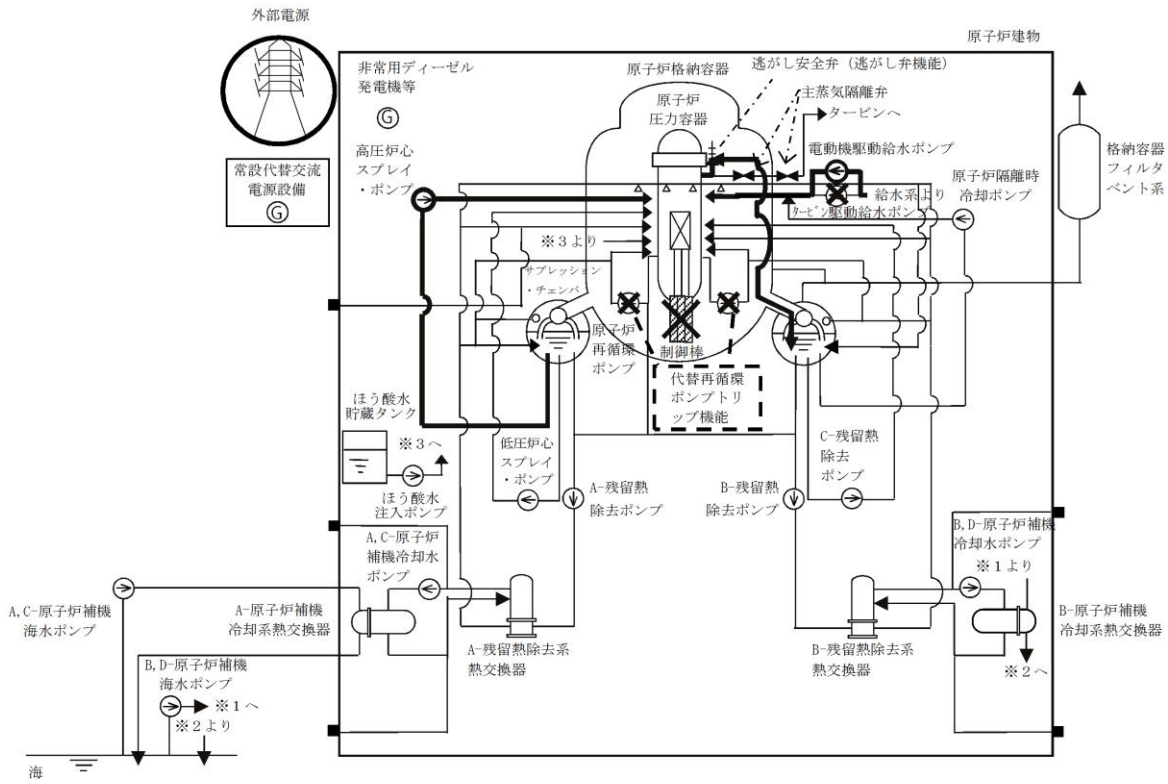 外部電源
常設代替交流
電源設備
G
原子炉建物
非常用ディーゼル
発電機等
G
高圧炉心
スプレイ
・ポンプ
原子炉格納容器
原子炉
圧力容器
逃がし安全弁（逃がし弁機能）
主蒸気隔離弁
タービンへ
電動機駆動給水ポンプ
給水系より
タービン駆動給水ポンプ
原子炉隔離時
冷却ポンプ
格納容器
フィルタ
ベント系
※３より
サプレッション
・チェンバ
原子炉
再循環
ポンプ
制御棒
代替再循環
ポンプトリ
ップ機能
ほう酸水
貯蔵タンク
※３へ
ほう酸水
注入ポンプ
低圧炉心
スプレイ
・ポンプ
A-残留熱
除去ポンプ
B-残留熱
除去ポンプ
C-残留熱
除去
ポンプ
A,C-原子炉
補機冷却水
ポンプ
B,D-原子炉補機
冷却水ポンプ
※１より
A,C-原子炉補機
海水ポンプ
A-原子炉補機
冷却系熱交換器
A-残留熱除去系
熱交換器
B-残留熱除去系
熱交換器
B-原子炉補機
冷却系熱交換器
※２へ
B,D-原子炉補機
海水ポンプ
※１へ
※２より
海